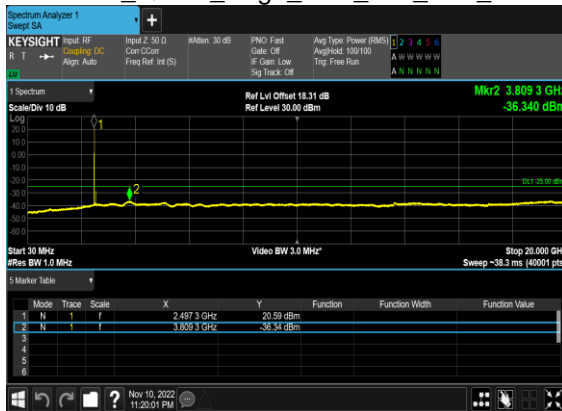 Spectrum Analyzer 1
Swept SA
+
KEYSIGHT Input: RF Input Z: 50 Ω #Atten: 30 dB PNO: Fast Avg Type: Power (RMS) 1 2 3 4 5 6
R T Coupling: DC Corr CCorr Gate: Off Avg|Hold: 100/100 A W W W W W
Align: Auto Freq Ref: Int (S) IF Gain: Low Trig: Free Run
Sig Track: Off A N N N N N
1 Spectrum Ref Lvl Offset 18.31 dB Mkr2 3.809 3 GHz
Scale/Div 10 dB Ref Level 30.00 dBm -36.340 dBm
Log
20.0
10.0
0.00
-10.0
-20.0
-30.0
-40.0
-50.0
-60.0
1
2
Start 30 MHz Video BW 3.0 MHz* Stop 20.000 GH
#Res BW 1.0 MHz Sweep ~38.3 ms (40001 pts
5 Marker Table
Mode Trace Scale X Y Function Function Width Function Value
1 N 1 f 2.497 3 GHz 20.59 dBm
2 N 1 f 3.809 3 GHz -36.34 dBm
3
4
5
6
? Nov 10, 2022
11:20:01 PM